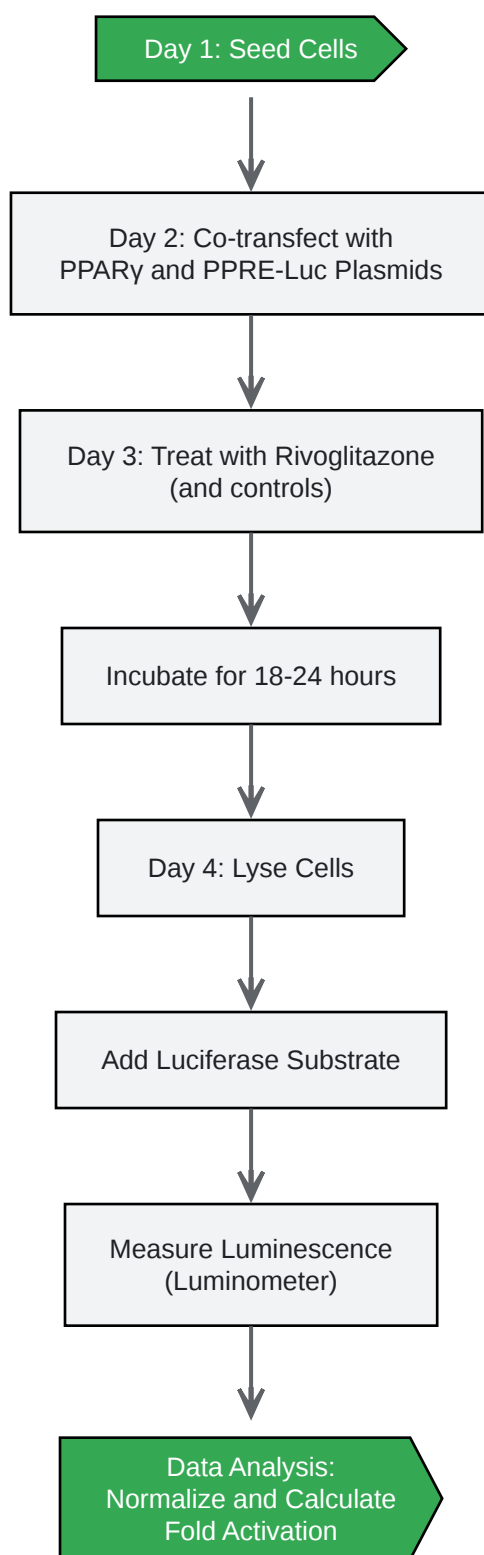 Day 1: Seed Cells
Day 2: Co-transfect with
PPARγ and PPRE-Luc Plasmids
Day 3: Treat with Rivoglitazone
(and controls)
Incubate for 18-24 hours
Day 4: Lyse Cells
Add Luciferase Substrate
Measure Luminescence
(Luminometer)
Data Analysis:
Normalize and Calculate
Fold Activation